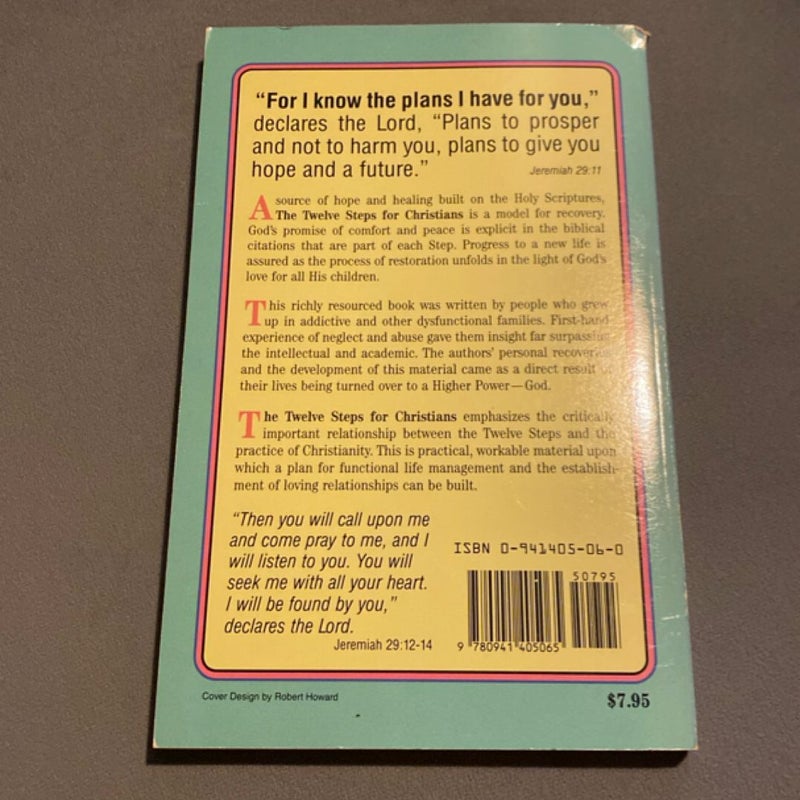 “For I know the plans I have for you,”
declares the Lord, “Plans to prosper
and not to harm you, plans to give you
hope and a future.”
Jeremiah 29:11
A source of hope and healing built on the Holy Scriptures,
The Twelve Steps for Christians is a model for recovery.
God's promise of comfort and peace is explicit in the biblical
citations that are part of each Step. Progress to a new life is
assured as the process of restoration unfolds in the light of God's
love for all His children.
This richly resourced book was written by people who grew
up in addictive and other dysfunctional families. First-hand
experience of neglect and abuse gave them insight far surpassing
the intellectual and academic. The authors' personal recoveries
and the development of this material came as a direct result of
their lives being turned over to a Higher Power—God.
The Twelve Steps for Christians emphasizes the critically
important relationship between the Twelve Steps and the
practice of Christianity. This is practical, workable material upon
which a plan for functional life management and the establish-
ment of loving relationships can be built.
“Then you will call upon me
and come pray to me, and I
will listen to you. You will
seek me with all your heart.
I will be found by you,”
declares the Lord.
Jeremiah 29:12-14
ISBN 0-941405-06-0
50795
9 780941 405065
Cover Design by Robert Howard
$7.95